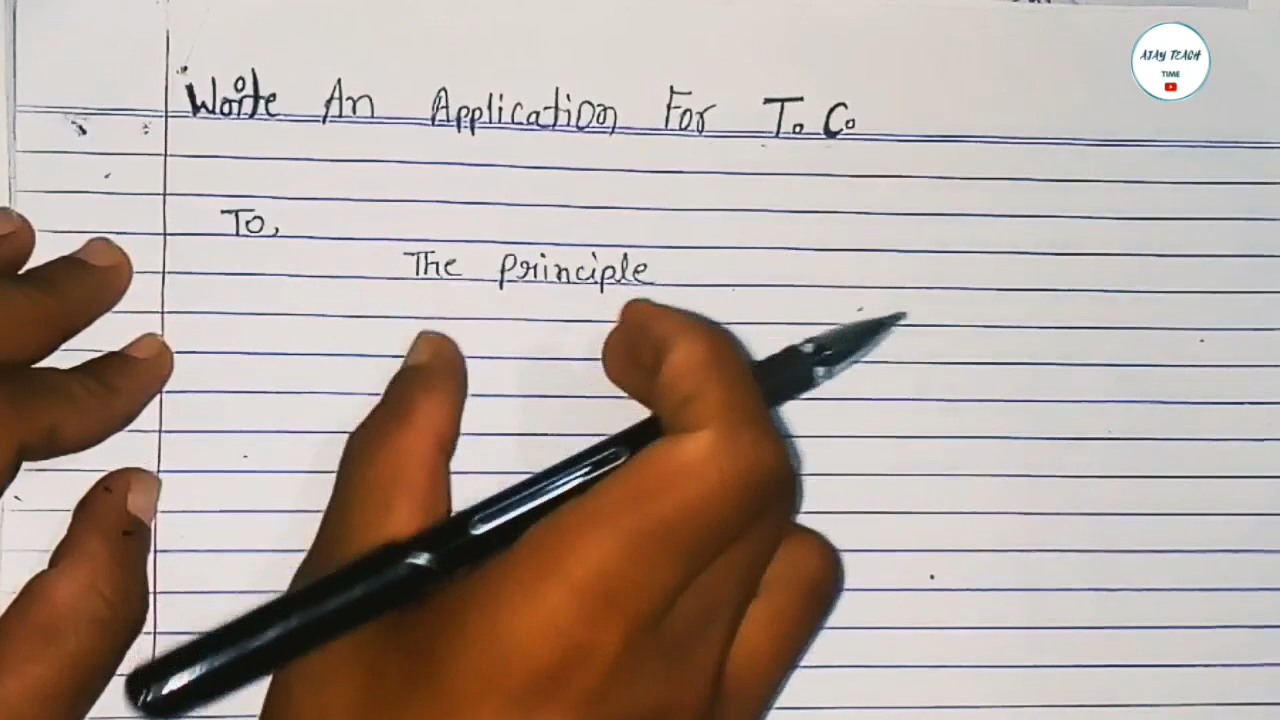 Write An Application For T. C.
To,
The principle
AJAY TEACH
TIME